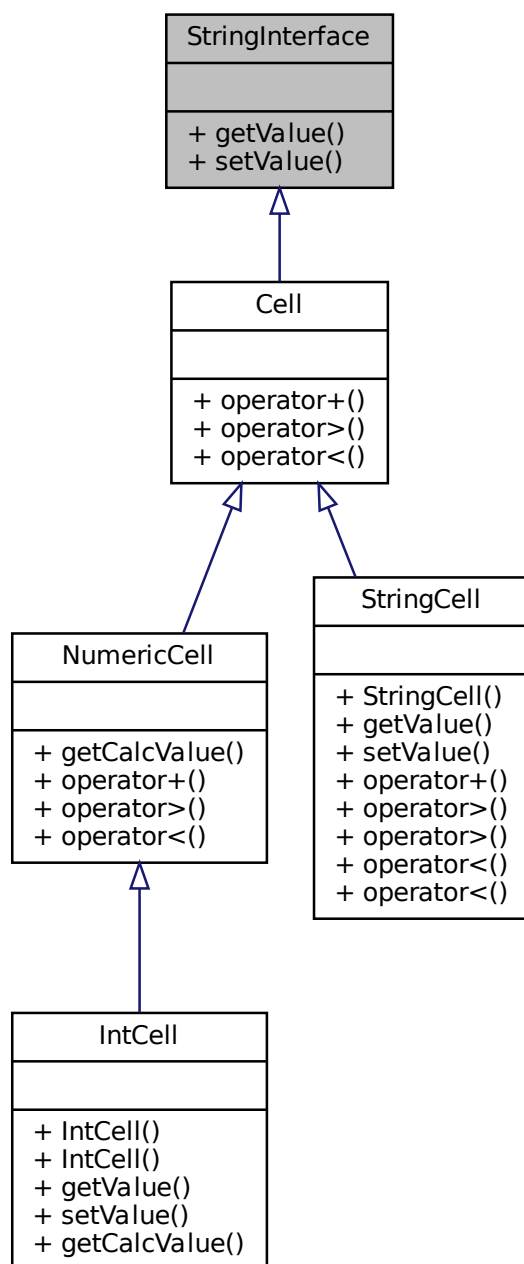 StringInterface
+ getValue()
+ setValue()
Cell
+ operator+()
+ operator>()
+ operator<()
NumericCell
+ getCalcValue()
+ operator+()
+ operator>()
+ operator<()
StringCell
+ StringCell()
+ getValue()
+ setValue()
+ operator+()
+ operator>()
+ operator>()
+ operator<()
+ operator<()
IntCell
+ IntCell()
+ IntCell()
+ getValue()
+ setValue()
+ getCalcValue()